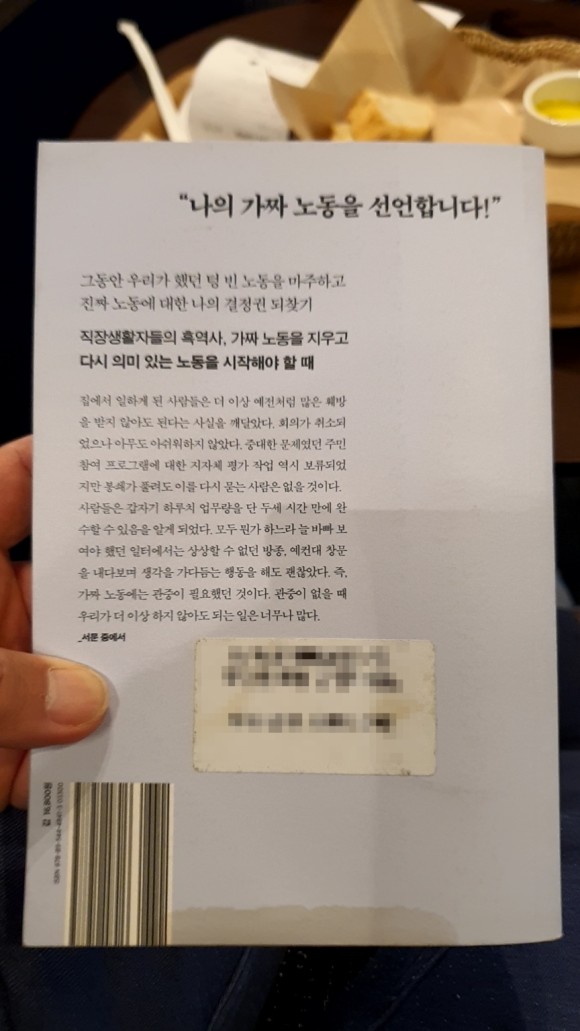 “나의 가짜 노동을 선언합니다!”
그동안 우리가 했던 텅 빈 노동을 마주하고
진짜 노동에 대한 나의 결정권 되찾기
직장생활자들의 흑역사, 가짜 노동을 지우고
다시 의미 있는 노동을 시작해야 할 때
집에서 일하게 된 사람들은 더 이상 예전처럼 많은 훼방
을 받지 않아도 된다는 사실을 깨달았다. 회의가 취소되
었으나 아무도 아쉬워하지 않았다. 중대한 문제였던 주민
참여 프로그램에 대한 지자체 평가 작업 역시 보류되었
지만 봉쇄가 풀려도 이를 다시 묻는 사람은 없을 것이다.
사람들은 갑자기 하루치 업무량을 단 두세 시간 만에 완
수할 수 있음을 알게 되었다. 모두 뭔가 하느라 늘 바빠 보
여야 했던 일터에서는 상상할 수 없던 방종, 예컨대 창문
을 내다보며 생각을 가다듬는 행동을 해도 괜찮았다. 즉,
가짜 노동에는 관중이 필요했던 것이다. 관중이 없을 때
우리가 더 이상 하지 않아도 되는 일은 너무나 많다.
_서문 중에서